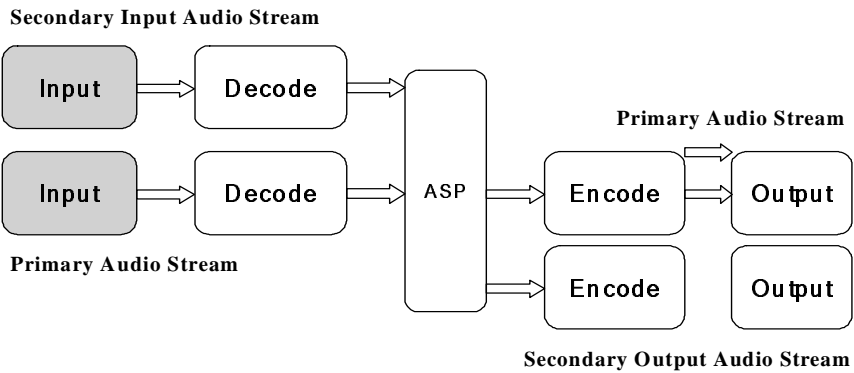 Secondary Input Audio Stream
Input
Decode
Primary Audio Stream
Input
Decode
ASP
Encode
Output
Primary Audio Stream
Encode
Output
Secondary Output Audio Stream